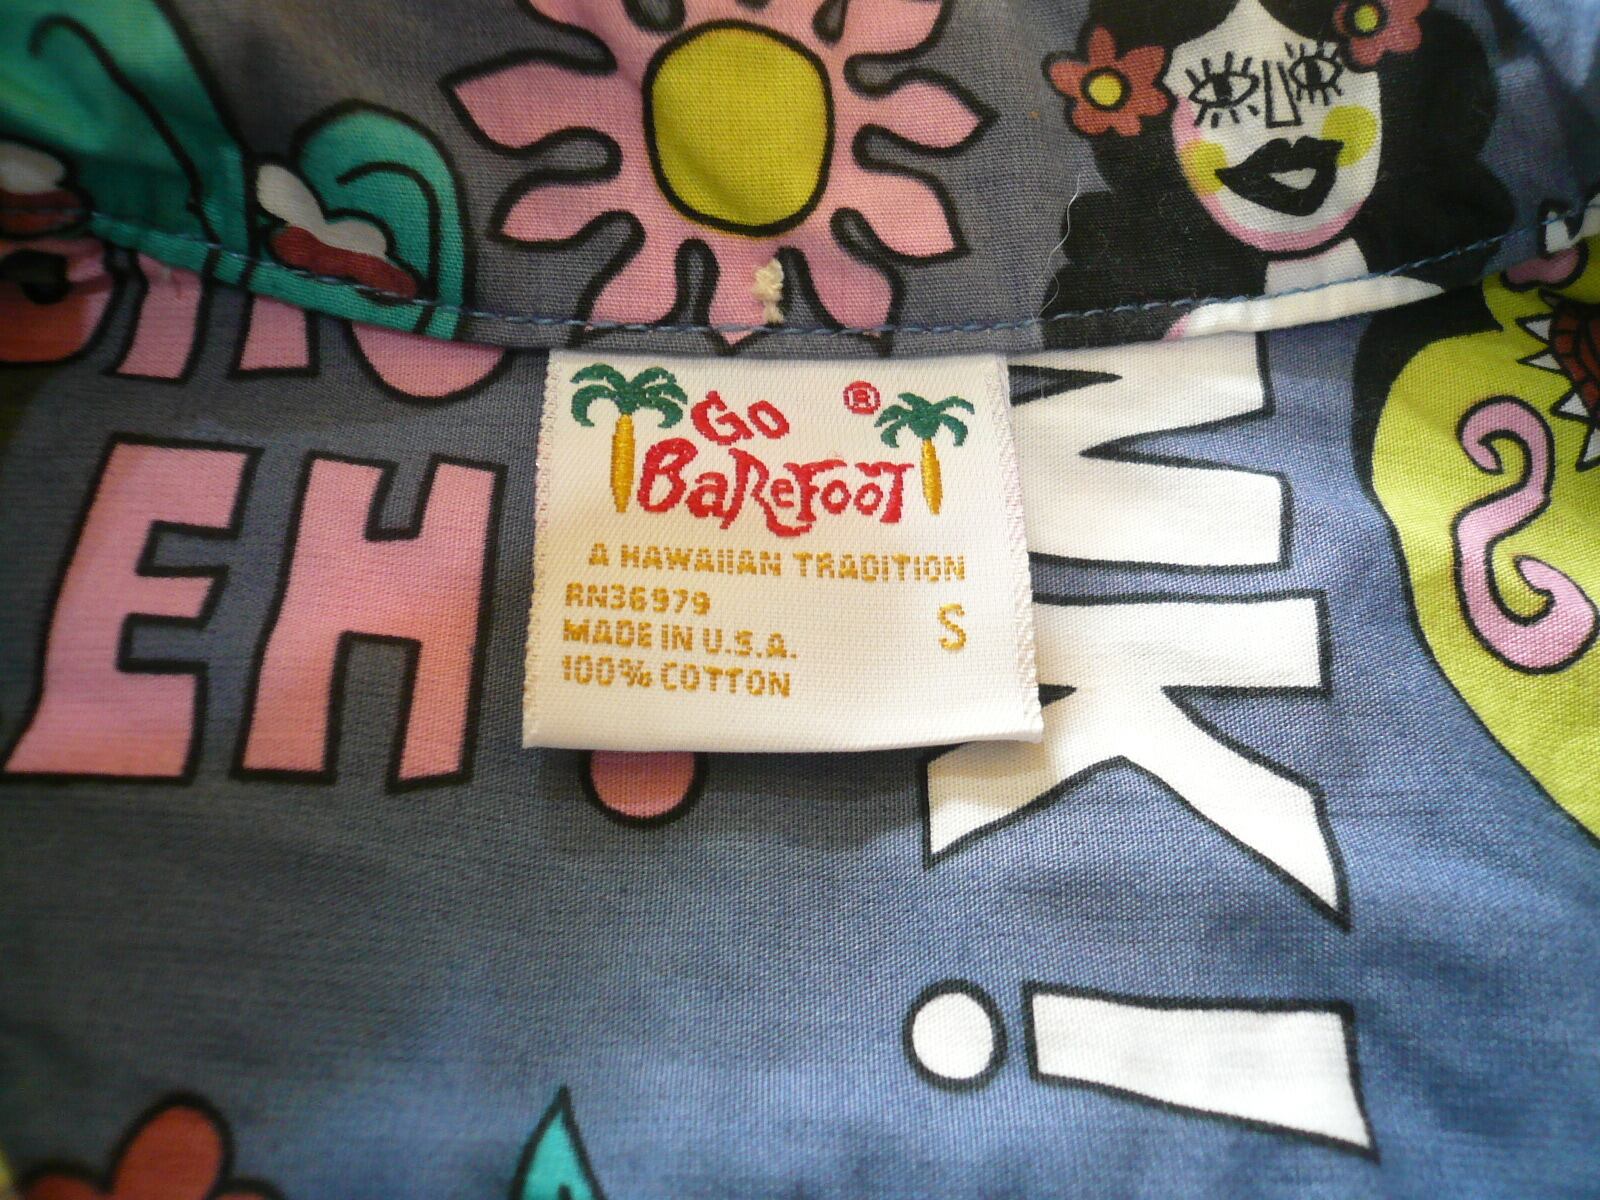 Go ®
BaReFooT
A HAWAIIAN TRADITION
RN36979
MADE IN U.S.A. S
100% COTTON
EH
!